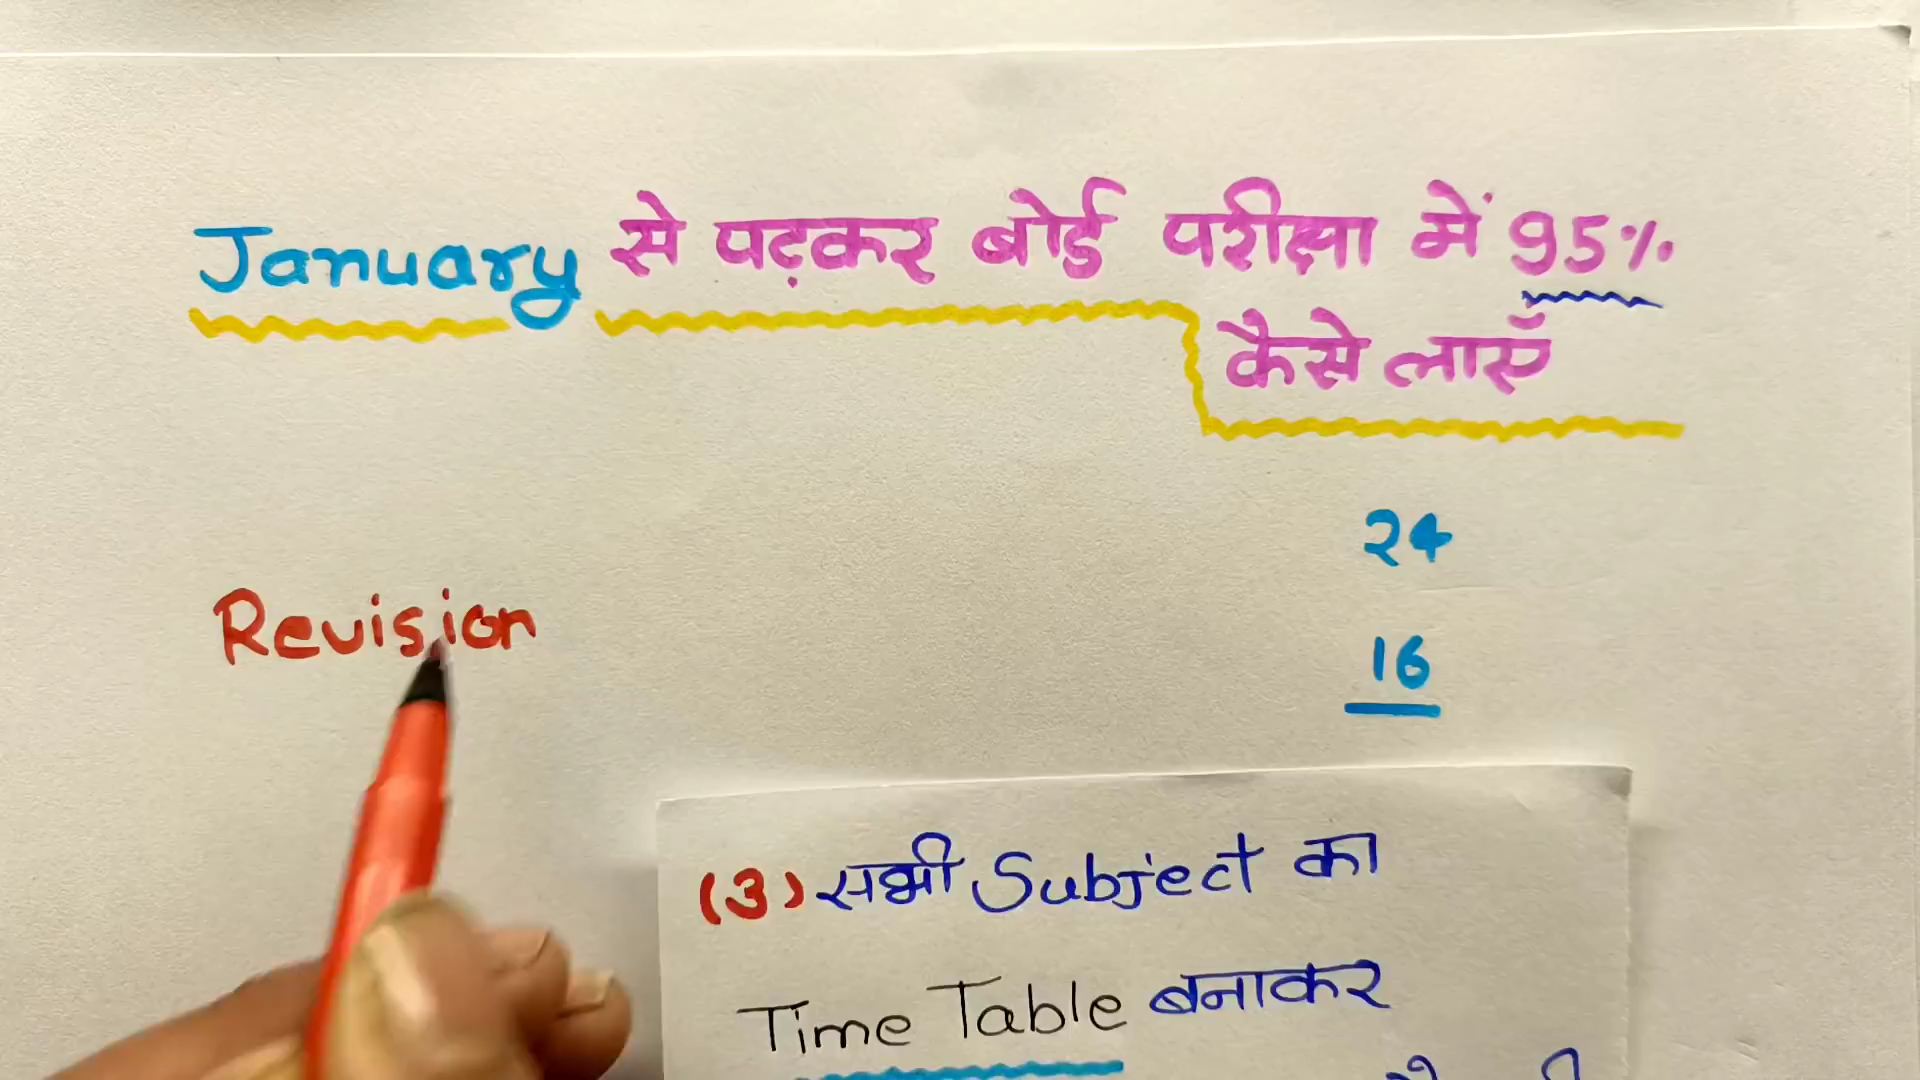 January से पढ़कर बोर्ड परीक्षा में 95%
कैसे लाएँ
24
Revision
16
(3) सभी Subject का
Time Table बनाकर